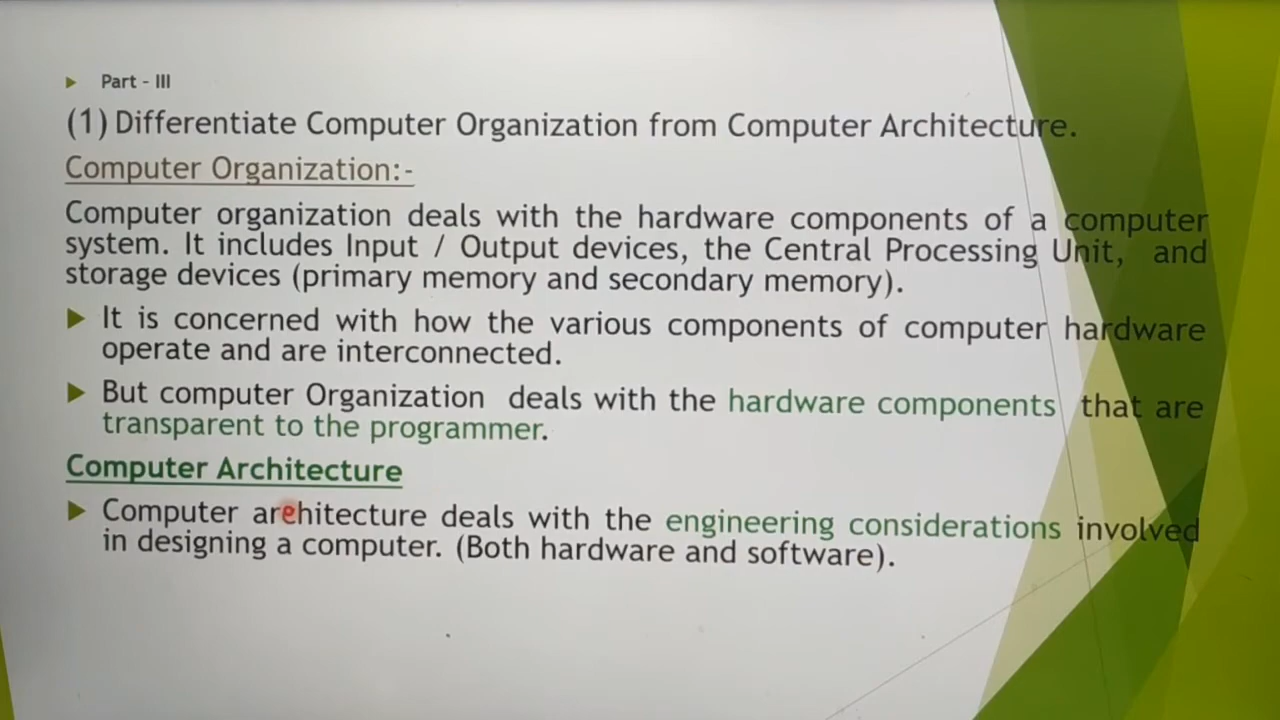 Part - III
(1) Differentiate Computer Organization from Computer Architecture.
Computer Organization:-
Computer organization deals with the hardware components of a computer
system. It includes Input / Output devices, the Central Processing Unit, and
storage devices (primary memory and secondary memory).
It is concerned with how the various components of computer hardware
operate and are interconnected.
But computer Organization deals with the hardware components that are
transparent to the programmer.
Computer Architecture
Computer architecture deals with the engineering considerations involved
in designing a computer. (Both hardware and software).